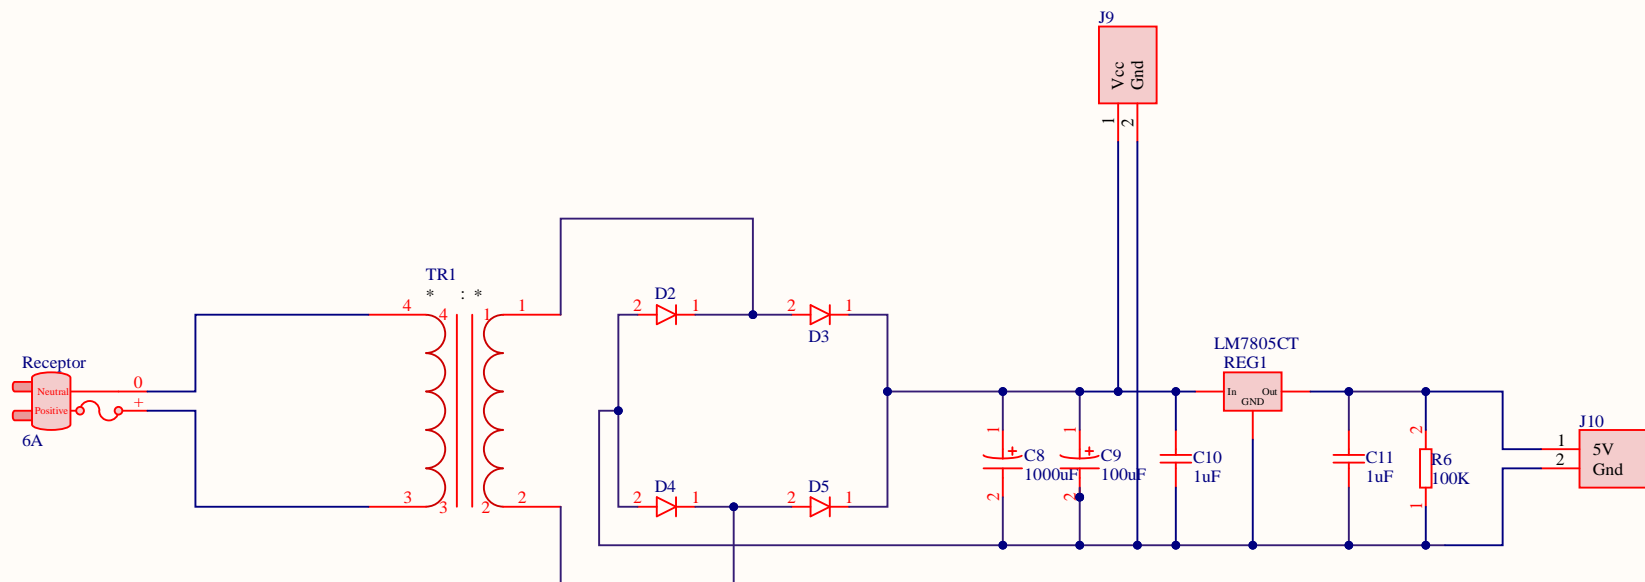 J9
Vcc
Gnd
1
2
TR1
* : *
4
4
1
1
3
3
2
2
Receptor
Neutral
Positive
0
+
6A
D2
2
1
D3
2
1
D4
2
1
D5
2
1
LM7805CT
REG1
In
Out
GND
1
+
C8
1000uF
2
1
+
C9
100uF
2
C10
1uF
C11
1uF
2
R6
100K
1
J10
1
5V
2
Gnd